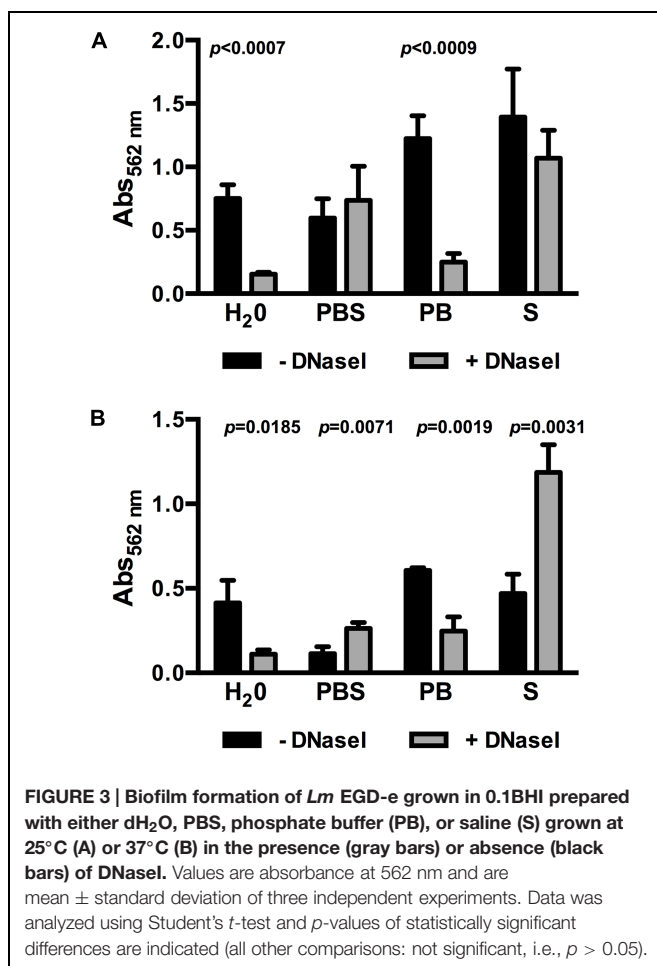 A
2.0
p<0.0007 p<0.0009
1.5
1.0
0.5
0.0
Abs562 nm
H20 PBS PB S
- DNaseI + DNaseI
B
1.5
p=0.0185 p=0.0071 p=0.0019 p=0.0031
1.0
0.5
0.0
Abs562 nm
H20 PBS PB S
- DNaseI + DNaseI
FIGURE 3 | Biofilm formation of Lm EGD-e grown in 0.1BHI prepared
with either dH2O, PBS, phosphate buffer (PB), or saline (S) grown at
25°C (A) or 37°C (B) in the presence (gray bars) or absence (black
bars) of DNaseI. Values are absorbance at 562 nm and are
mean ± standard deviation of three independent experiments. Data was
analyzed using Student's t-test and p-values of statistically significant
differences are indicated (all other comparisons: not significant, i.e., p > 0.05).